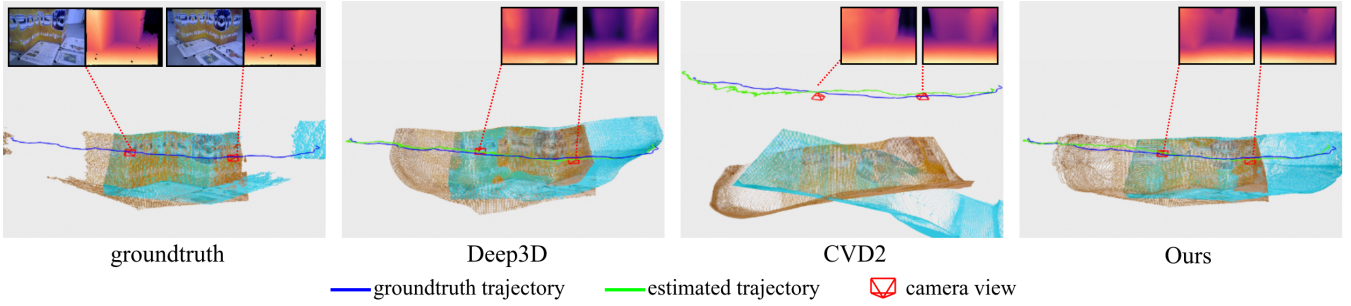 groundtruth
Deep3D
CVD2
Ours
groundtruth trajectory
estimated trajectory
camera view